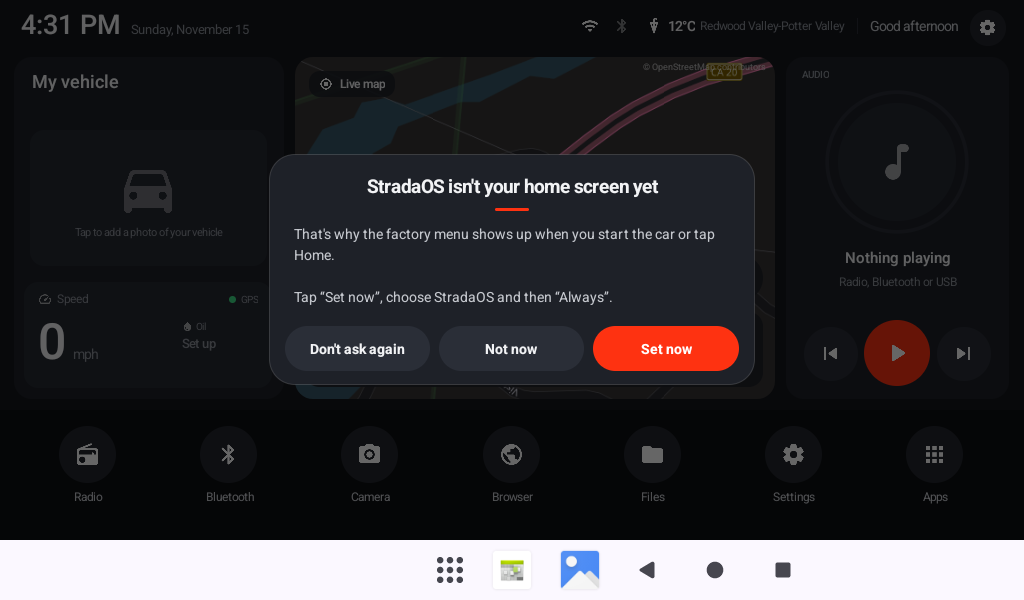 4:31 PM Sunday, November 15
12°C Redwood Valley-Potter Valley
Good afternoon
My vehicle
Tap to add a photo of your vehicle
Speed
GPS
0 mph
Oil
Set up
Live map
© OpenStreetMap contributors
CA 20
AUDIO
Nothing playing
Radio, Bluetooth or USB
StradaOS isn't your home screen yet
That's why the factory menu shows up when you start the car or tap
Home.
Tap “Set now”, choose StradaOS and then “Always”.
Don't ask again
Not now
Set now
Radio
Bluetooth
Camera
Browser
Files
Settings
Apps